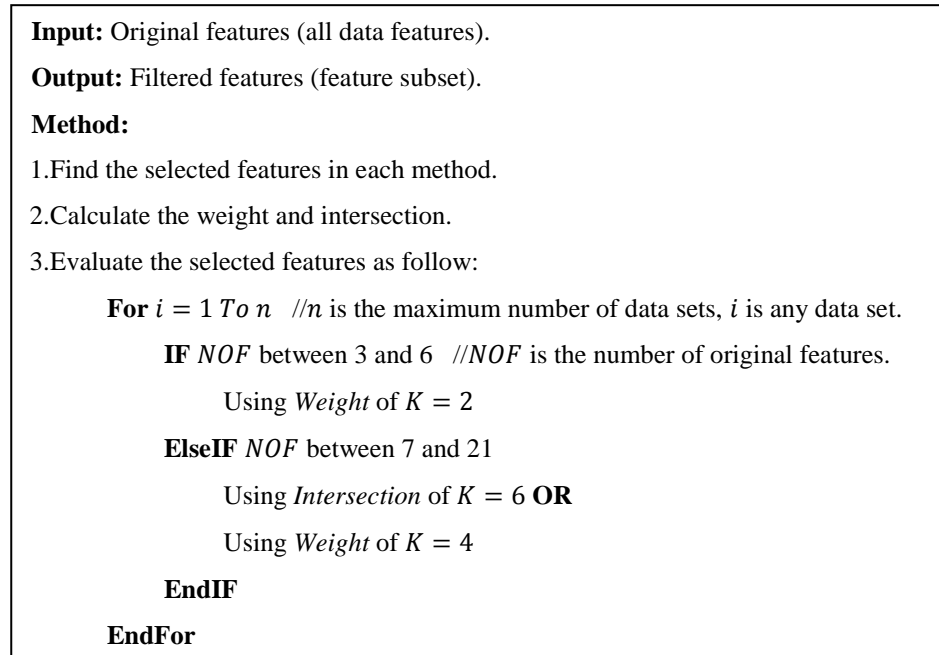 Input: Original features (all data features).
Output: Filtered features (feature subset).
Method:
1.Find the selected features in each method.
2.Calculate the weight and intersection.
3.Evaluate the selected features as follow:
For i = 1 To n //n is the maximum number of data sets, i is any data set.
IF NOF between 3 and 6 //NOF is the number of original features.
Using Weight of K = 2
ElseIF NOF between 7 and 21
Using Intersection of K = 6 OR
Using Weight of K = 4
EndIF
EndFor